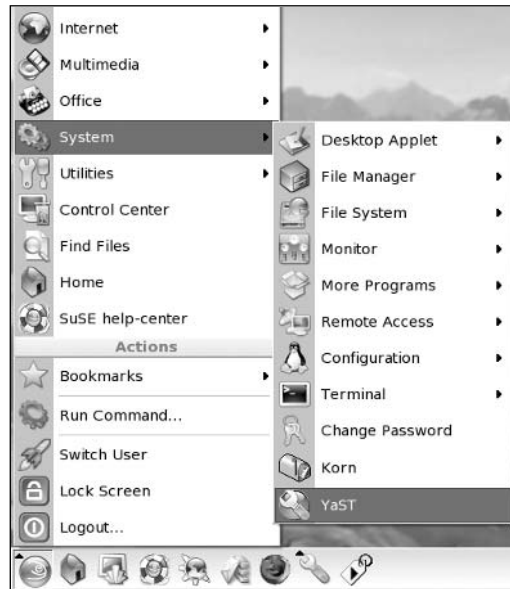 Internet
Multimedia
Office
System
Utilities
Control Center
Find Files
Home
SuSE help-center
Actions
Bookmarks
Run Command...
Switch User
Lock Screen
Logout...
Desktop Applet
File Manager
File System
Monitor
More Programs
Remote Access
Configuration
Terminal
Change Password
Korn
YaST